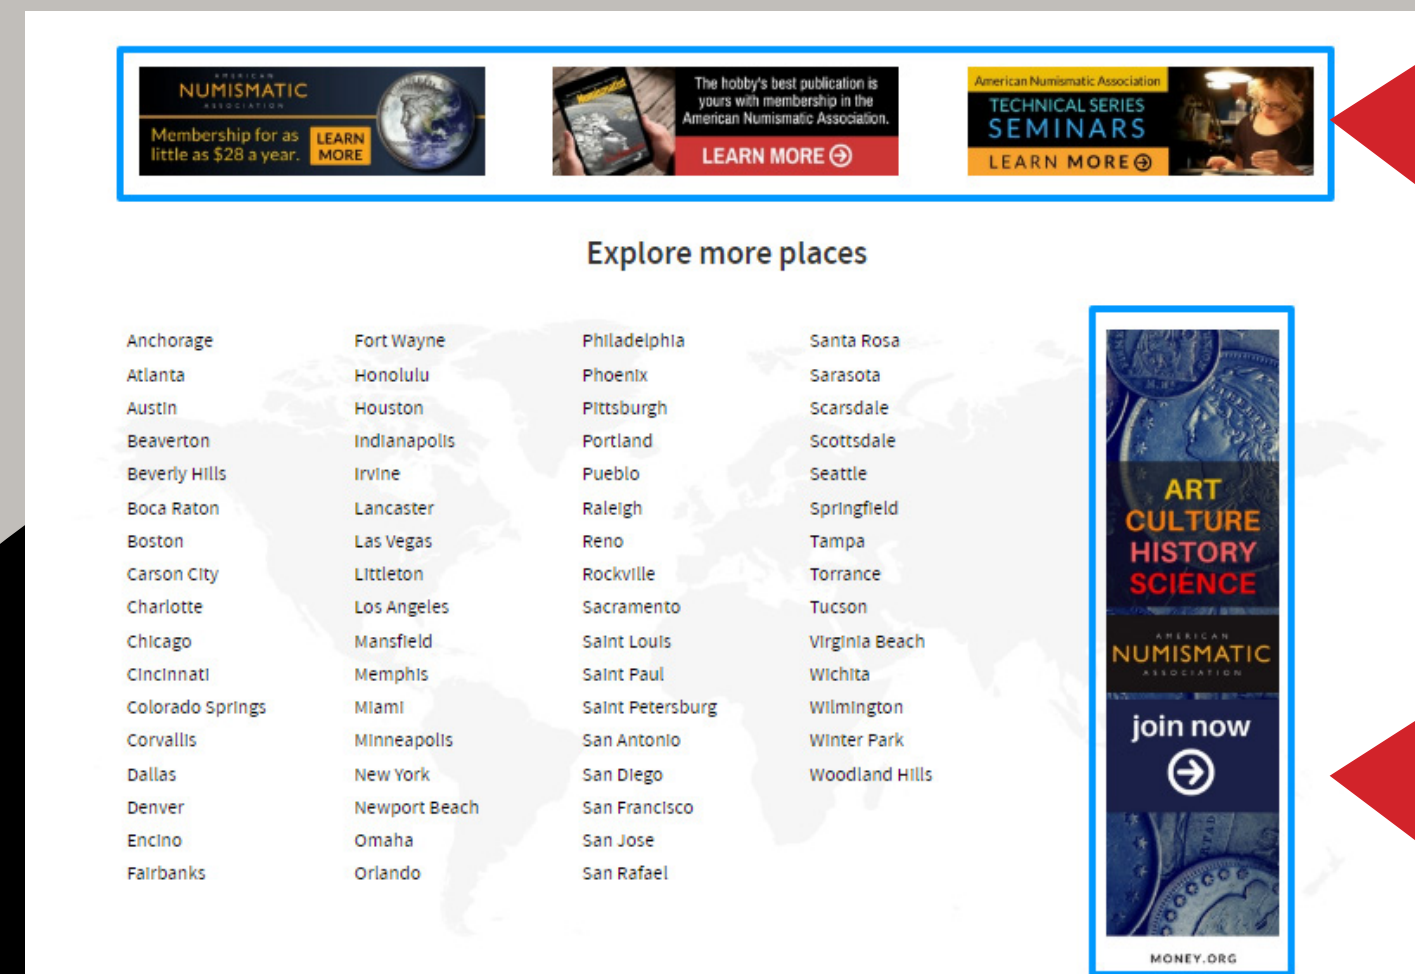 AMERICAN
NUMISMATIC
ASSOCIATION
Membership for as
little as $28 a year.
LEARN
MORE
Numismatist
The hobby's best publication is
yours with membership in the
American Numismatic Association.
LEARN MORE
American Numismatic Association
TECHNICAL SERIES
SEMINARS
LEARN MORE
Explore more places
Anchorage
Atlanta
Austin
Beaverton
Beverly Hills
Boca Raton
Boston
Carson City
Charlotte
Chicago
Cincinnati
Colorado Springs
Corvallis
Dallas
Denver
Encino
Fairbanks
Fort Wayne
Honolulu
Houston
Indianapolis
Irvine
Lancaster
Las Vegas
Littleton
Los Angeles
Mansfield
Memphis
Miami
Minneapolis
New York
Newport Beach
Omaha
Orlando
Philadelphia
Phoenix
Pittsburgh
Portland
Pueblo
Raleigh
Reno
Rockville
Sacramento
Saint Louis
Saint Paul
Saint Petersburg
San Antonio
San Diego
San Francisco
San Jose
San Rafael
Santa Rosa
Sarasota
Scarsdale
Scottsdale
Seattle
Springfield
Tampa
Torrance
Tucson
Virginia Beach
Wichita
Wilmington
Winter Park
Woodland Hills
ART
CULTURE
HISTORY
SCIENCE
AMERICAN
NUMISMATIC
ASSOCIATION
join now
MONEY.ORG